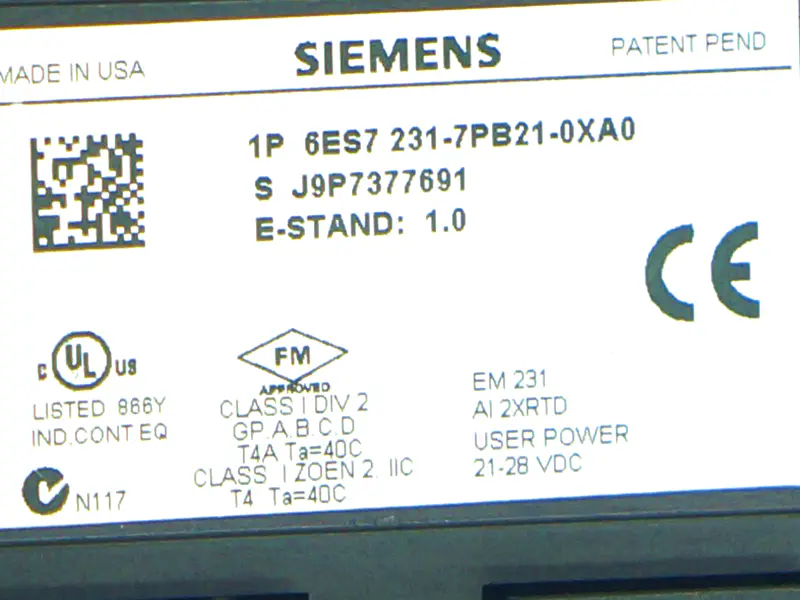 MADE IN USA
SIEMENS
PATENT PEND
1P 6ES7 231-7PB21-0XA0
S J9P7377691
E-STAND: 1.0
CE
C UL US
LISTED 866Y
IND.CONT EQ
N117
FM
APPROVED
CLASS I DIV 2
GP.A.B.C.D
T4A Ta=40C
CLASS I ZOEN 2. IIC
T4 Ta=40C
EM 231
AI 2XRTD
USER POWER
21-28 VDC